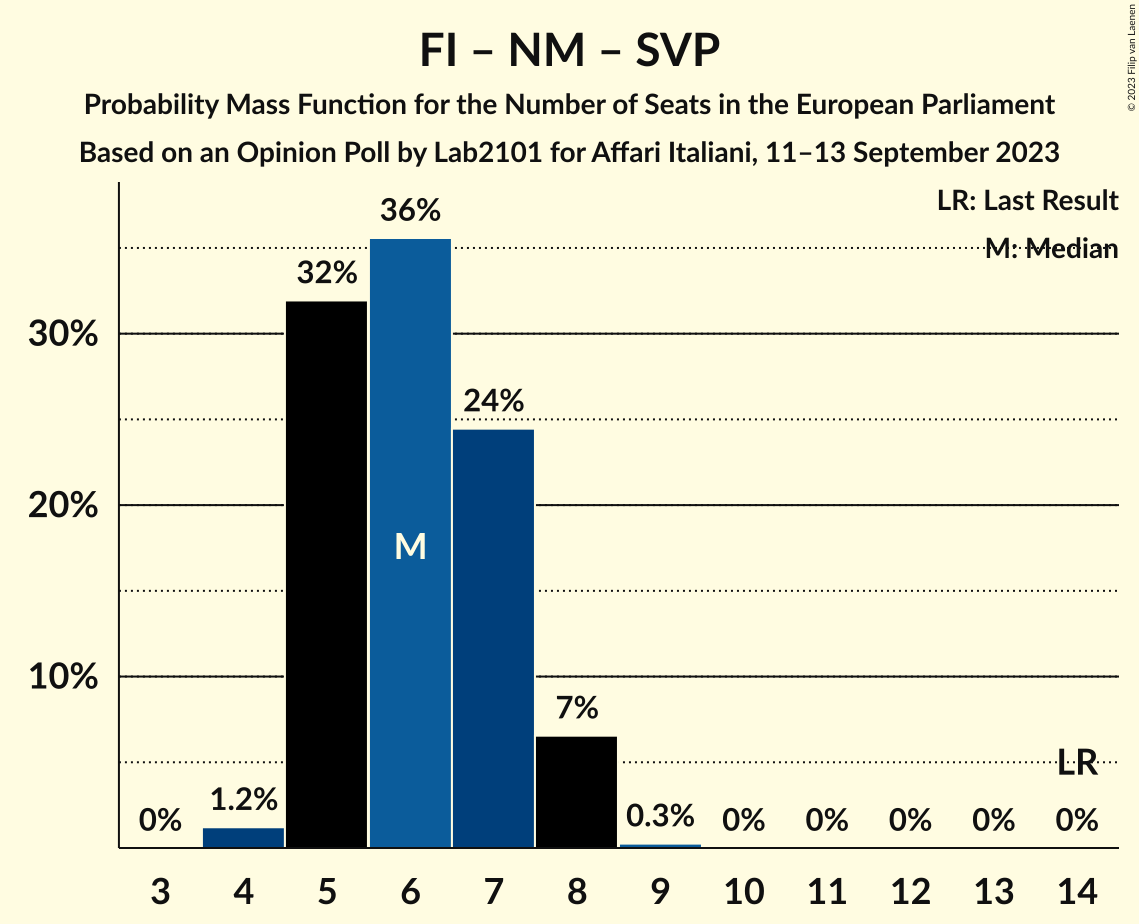 FI – NM – SVP
Probability Mass Function for the Number of Seats in the European Parliament
Based on an Opinion Poll by Lab2101 for Affari Italiani, 11–13 September 2023
© 2023 Filip van Laenen
LR: Last Result
M: Median
36%
32%
30%
24%
20%
M
10%
7%
LR
0% 1.2% 0.3% 0% 0% 0% 0% 0%
3 4 5 6 7 8 9 10 11 12 13 14